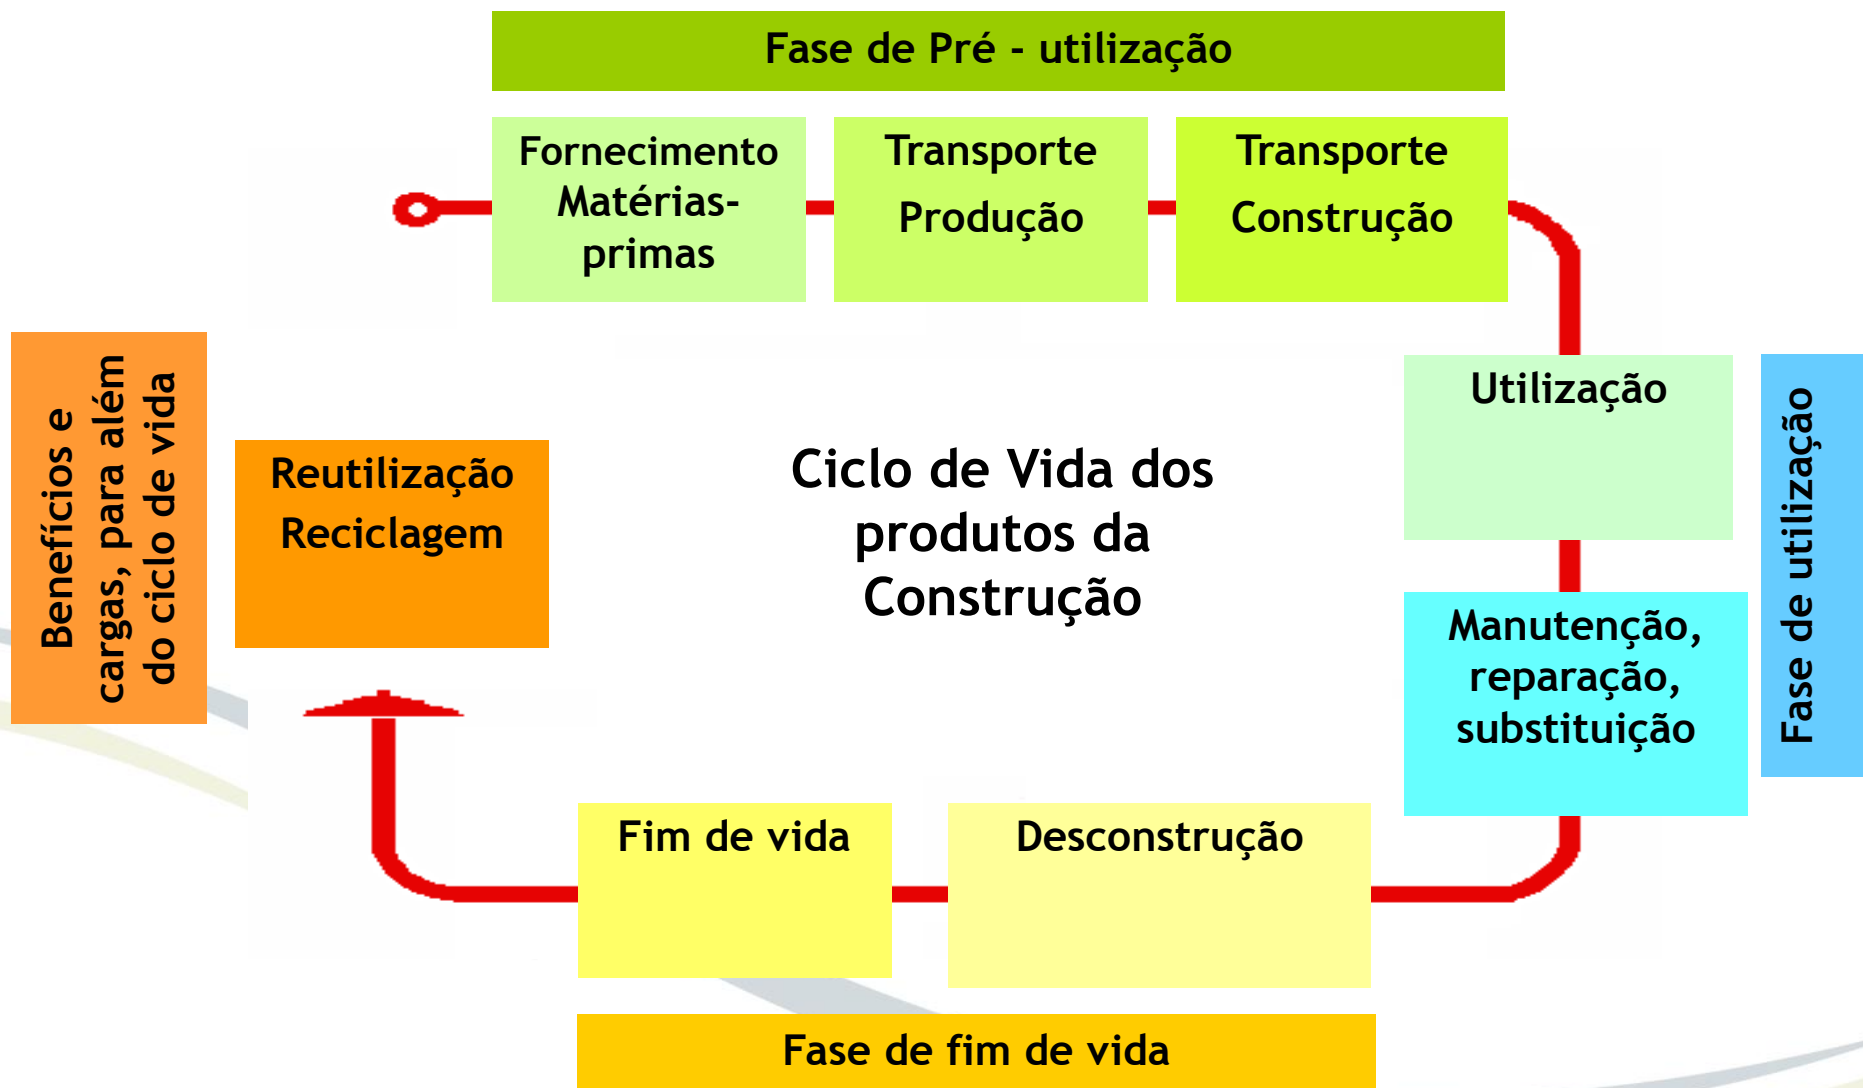 Fase de Pré - utilização
Fornecimento
Matérias-
primas
Transporte
Produção
Transporte
Construção
Utilização
Fase de utilização
Manutenção,
reparação,
substituição
Ciclo de Vida dos
produtos da
Construção
Benefícios e
cargas, para além
do ciclo de vida
Reutilização
Reciclagem
Fim de vida
Desconstrução
Fase de fim de vida